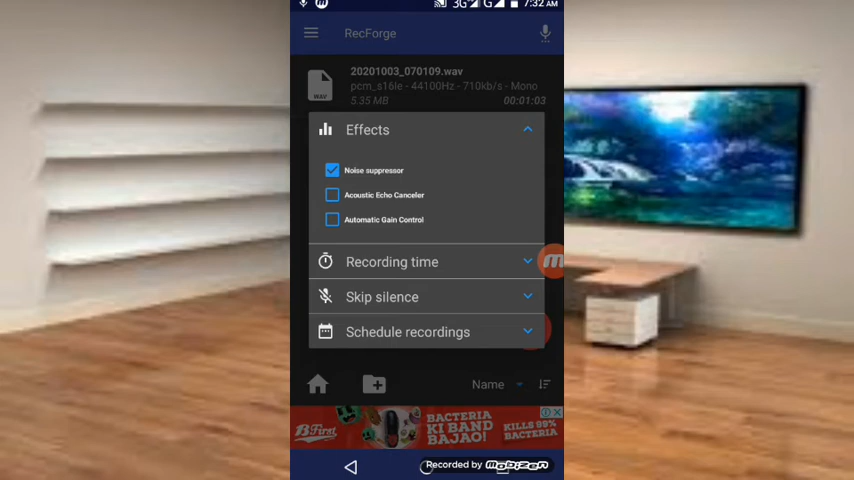 3G G 7:32 AM
RecForge
20201003_070109.wav
pcm_s16le - 44100Hz - 710kb/s - Mono
WAV
5.35 MB 00:01:03
Effects
Noise suppressor
Acoustic Echo Canceler
Automatic Gain Control
Recording time
Skip silence
Schedule recordings
Name
B First
BACTERIA
KI BAND
BAJAO!
KILLS 99%
BACTERIA
Recorded by mobizen